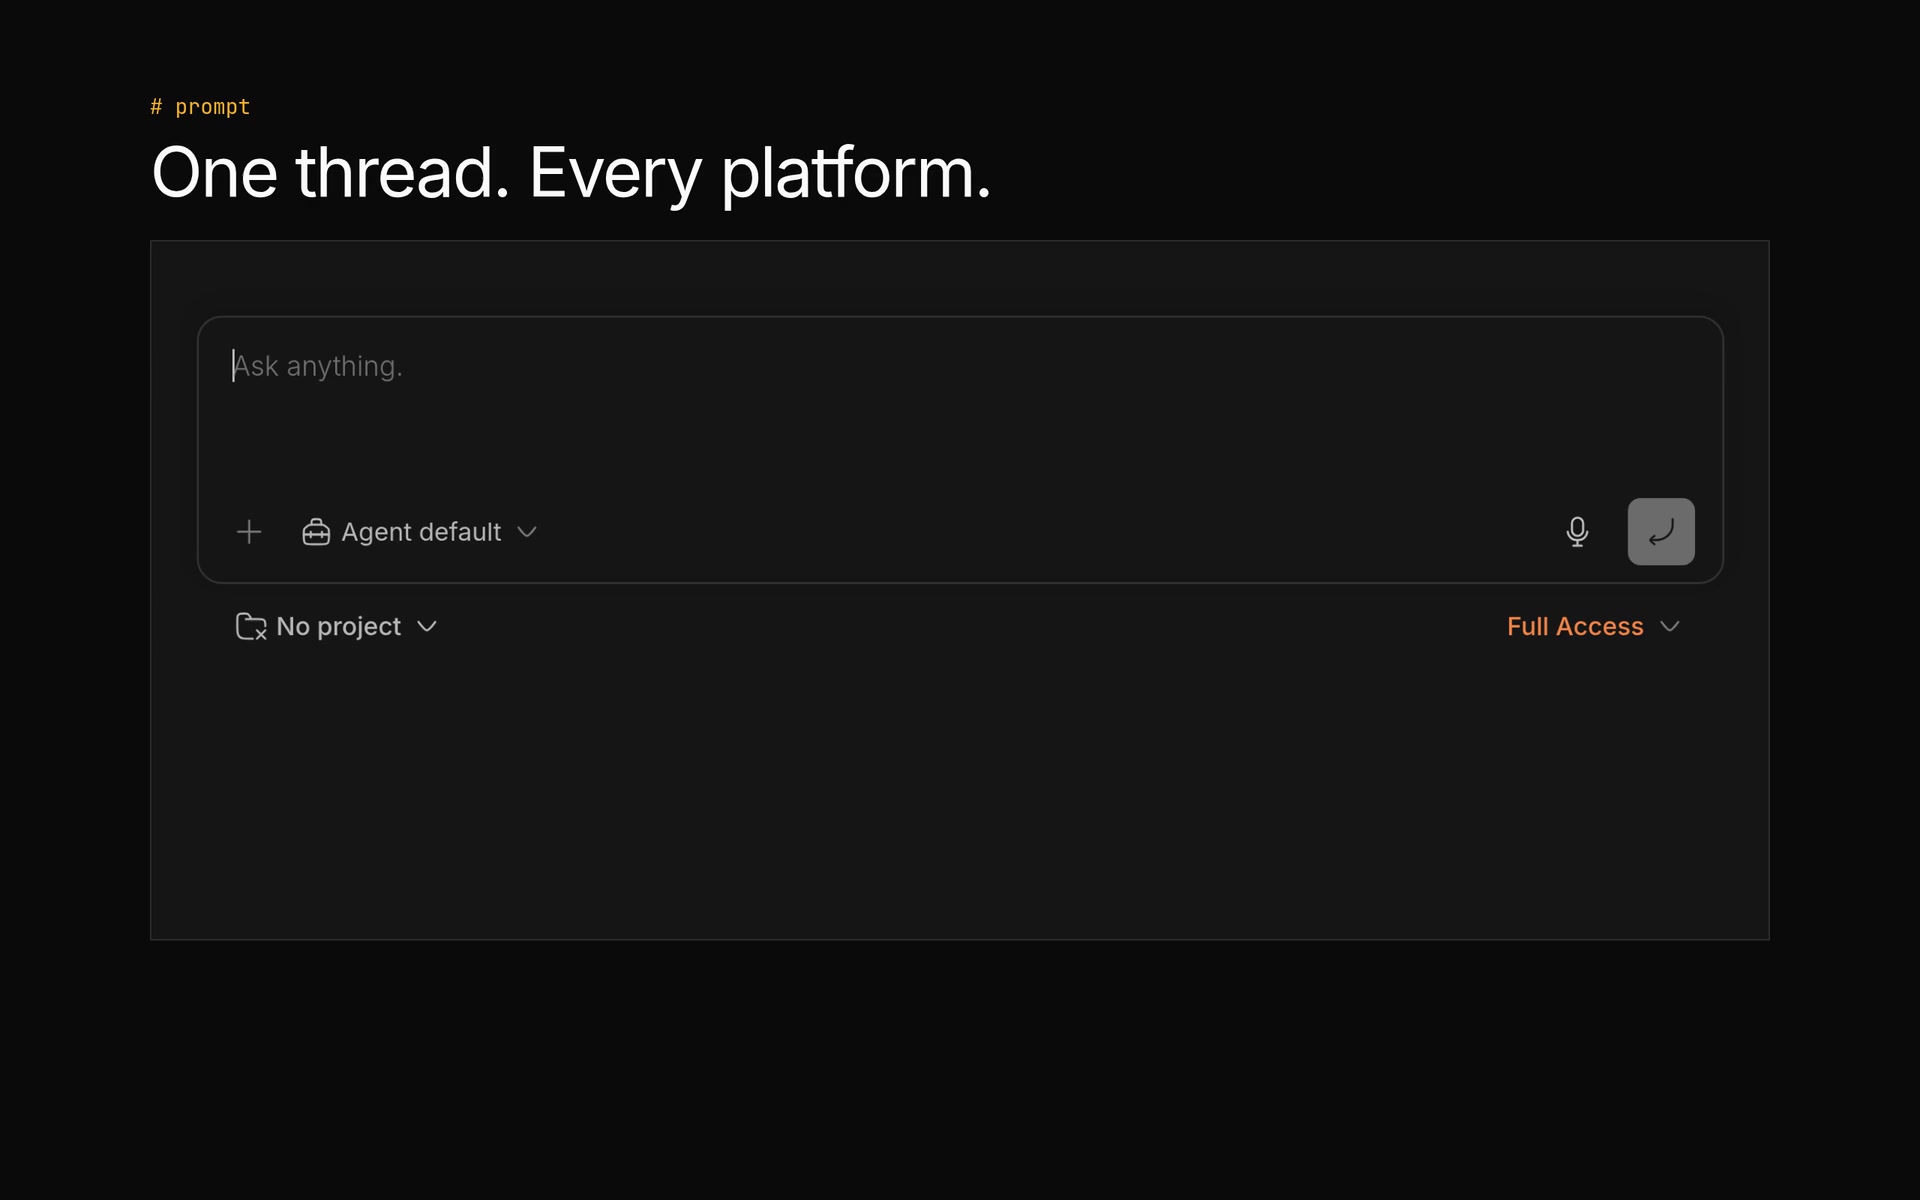 # prompt
One thread. Every platform.
Ask anything.
Agent default
No project
Full Access